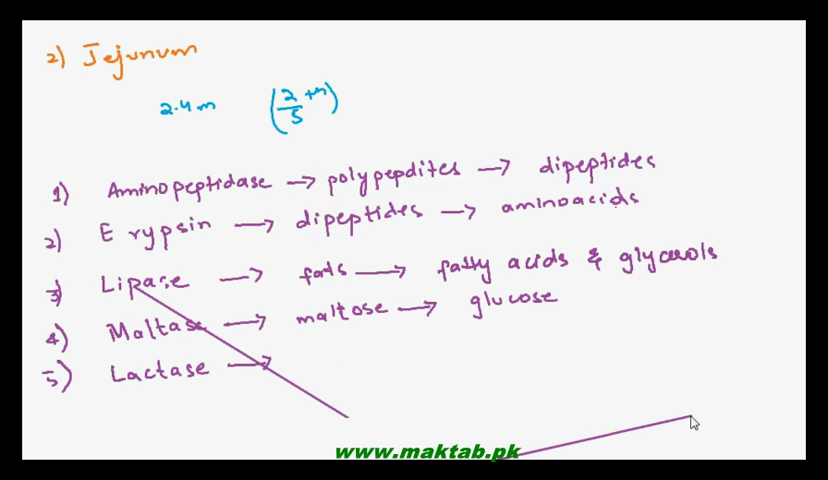 2) Jejunum
2.4m (2/5 th)
1) Aminopeptidase → polypepdites → dipeptides
2) Erypsin → dipeptides → aminoacids
3) Lipase → fats → fatty acids & glycerols
4) Maltase → maltose → glucose
5) Lactase →
www.maktab.pk